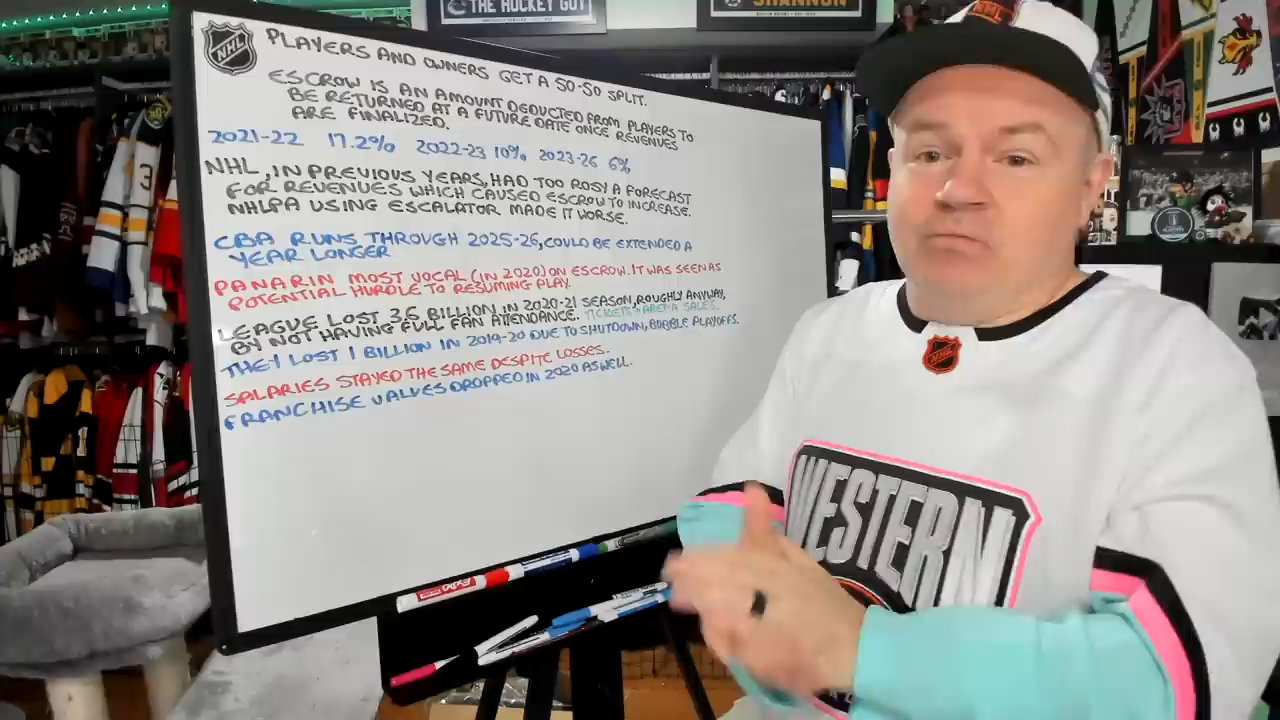 THE HOCKEY GUY
SHANNON
NHL
PLAYERS AND OWNERS GET A 50-50 SPLIT.
ESCROW IS AN AMOUNT DEDUCTED FROM PLAYERS TO
BE RETURNED AT A FUTURE DATE ONCE REVENUES
ARE FINALIZED.
2021-22 17.2% 2022-23 10% 2023-26 6%
NHL, IN PREVIOUS YEARS, HAD TOO ROSY A FORECAST
FOR REVENUES WHICH CAUSED ESCROW TO INCREASE.
NHLPA USING ESCALATOR MADE IT WORSE.
CBA RUNS THROUGH 2025-26, COULD BE EXTENDED A
YEAR LONGER
PANARIN MOST VOCAL (IN 2020) ON ESCROW. IT WAS SEEN AS
POTENTIAL HURDLE TO RESUMING PLAY.
LEAGUE LOST 3.6 BILLION IN 2020-21 SEASON, ROUGHLY ANYWAY,
BY NOT HAVING FULL FAN ATTENDANCE. TICKETS + ARENA SALES.
THEY LOST 1 BILLION IN 2019-20 DUE TO SHUTDOWN, BUBBLE PLAYOFFS.
SALARIES STAYED THE SAME DESPITE LOSSES.
FRANCHISE VALUES DROPPED IN 2020 AS WELL.
NHL
WESTERN
EXPO